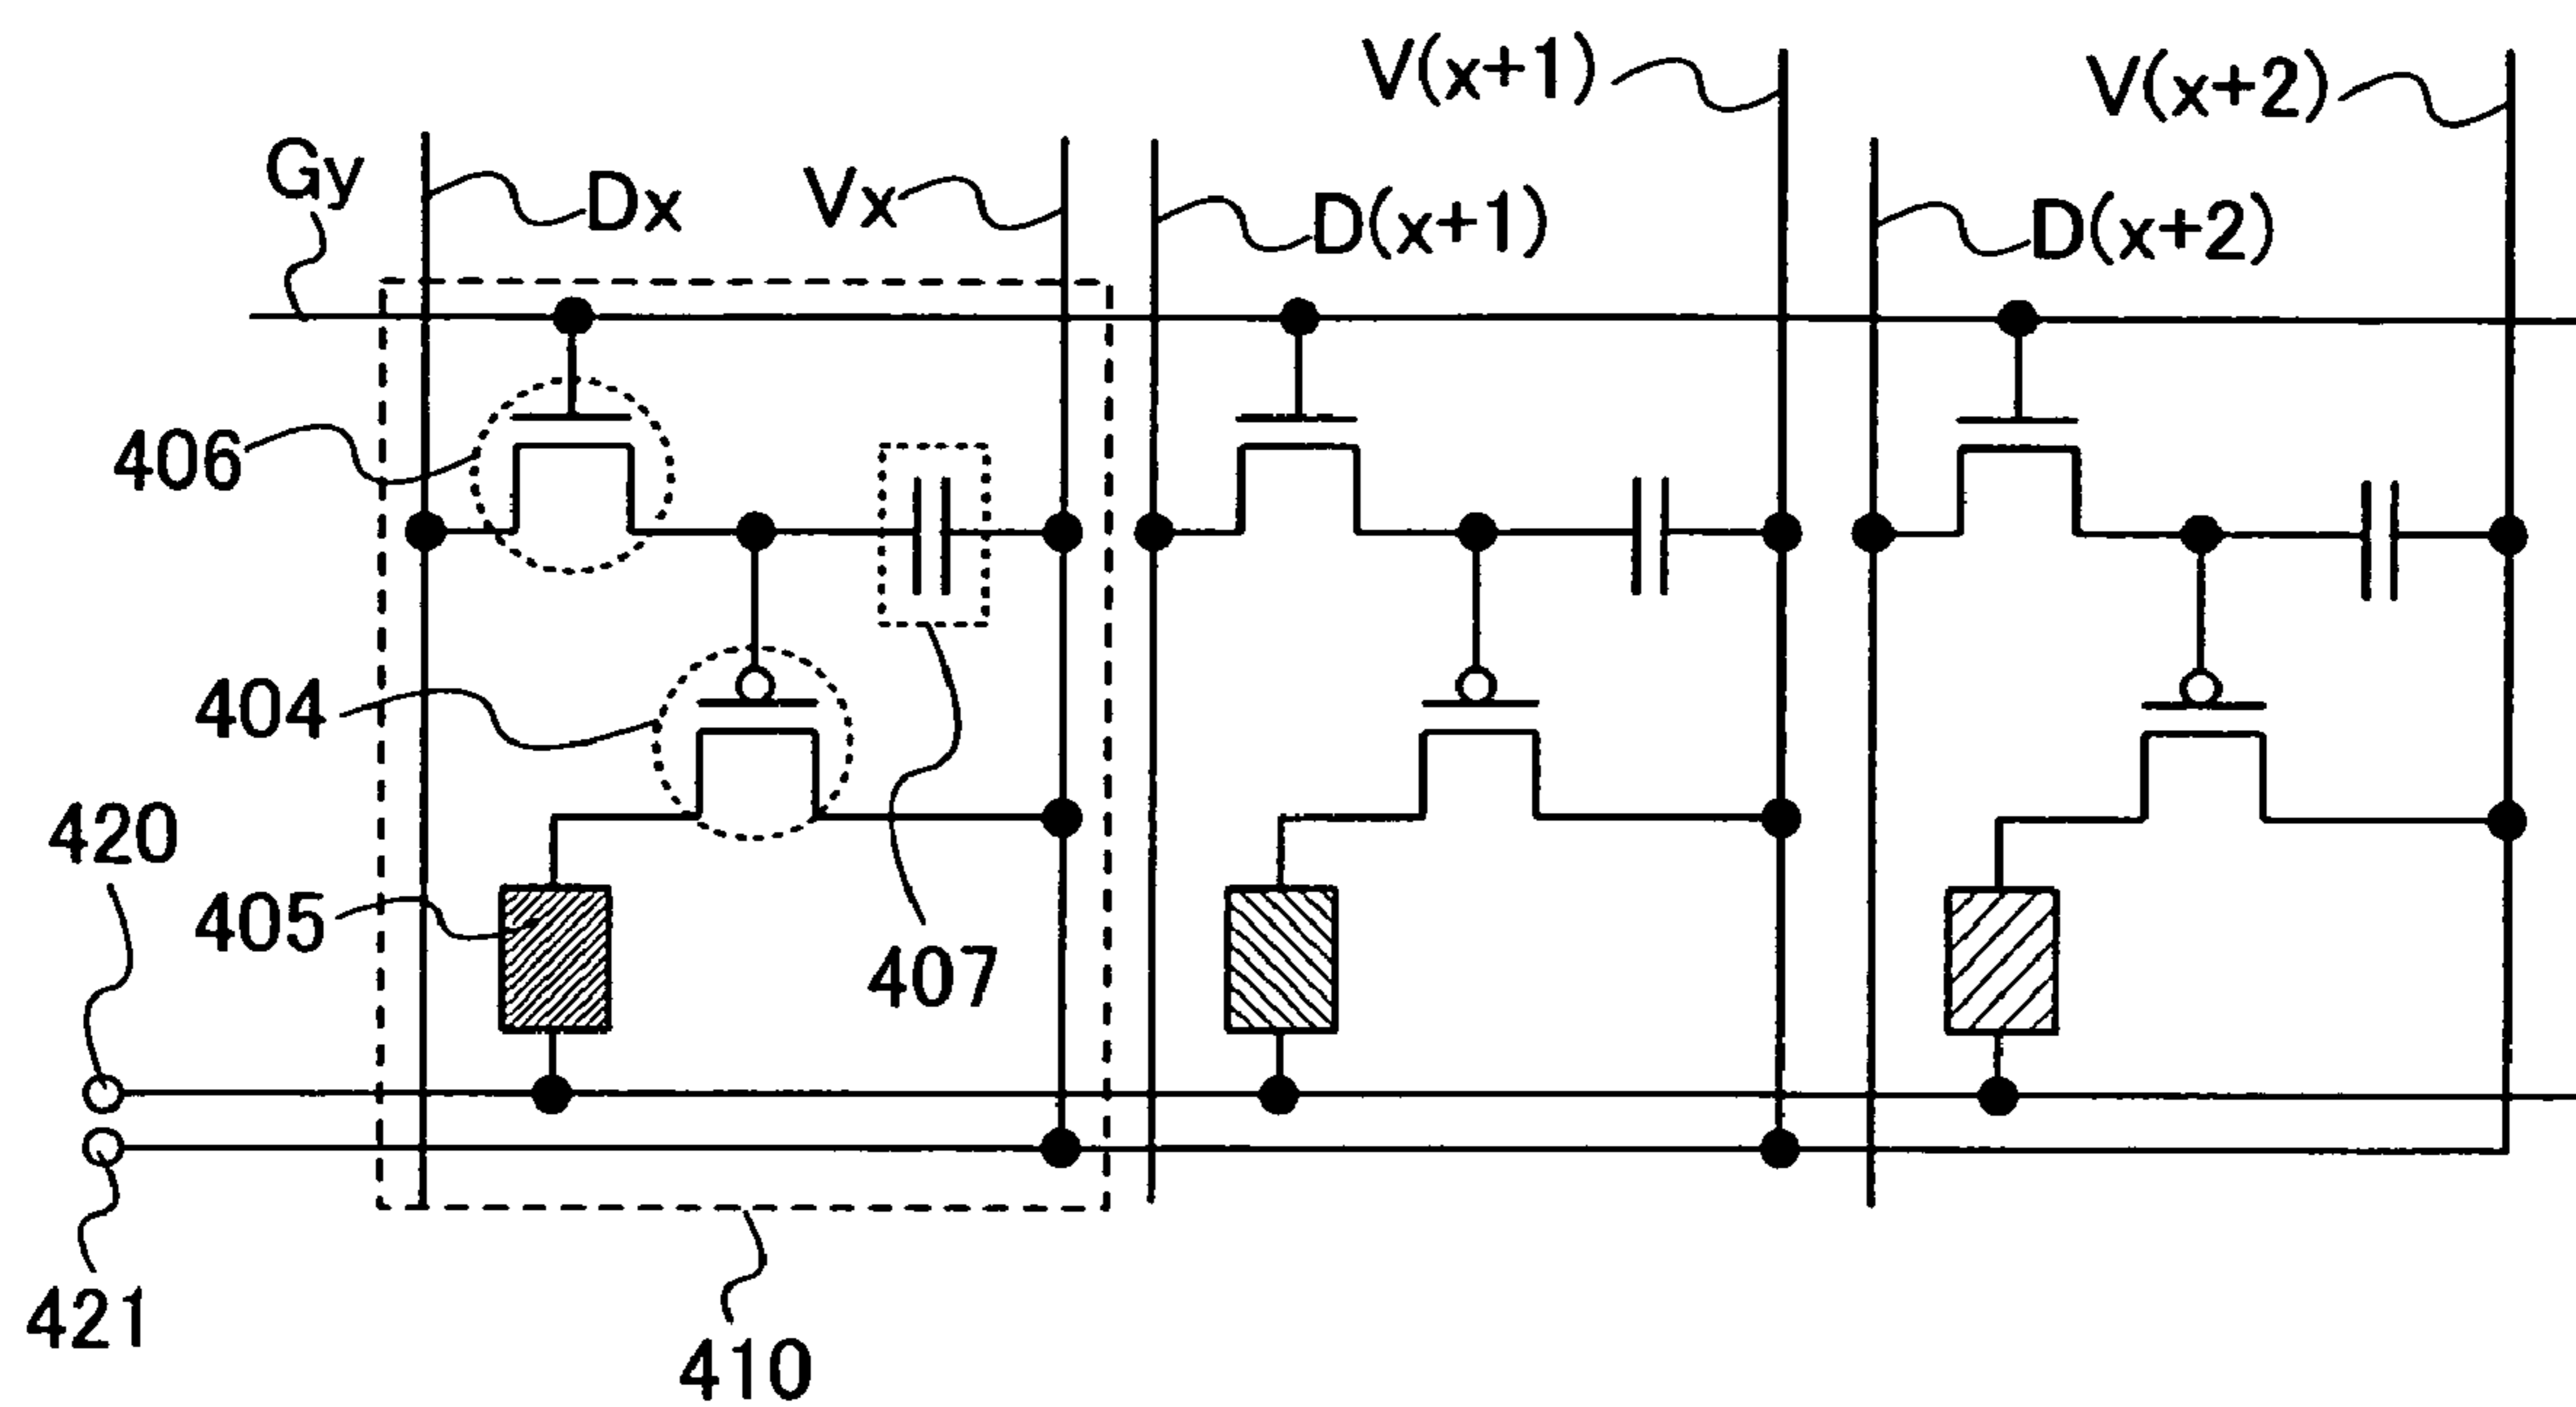 V(x+1)
V(x+2)
Gy
Dx
Vx
D(x+1)
D(x+2)
406
404
420
405
407
421
410